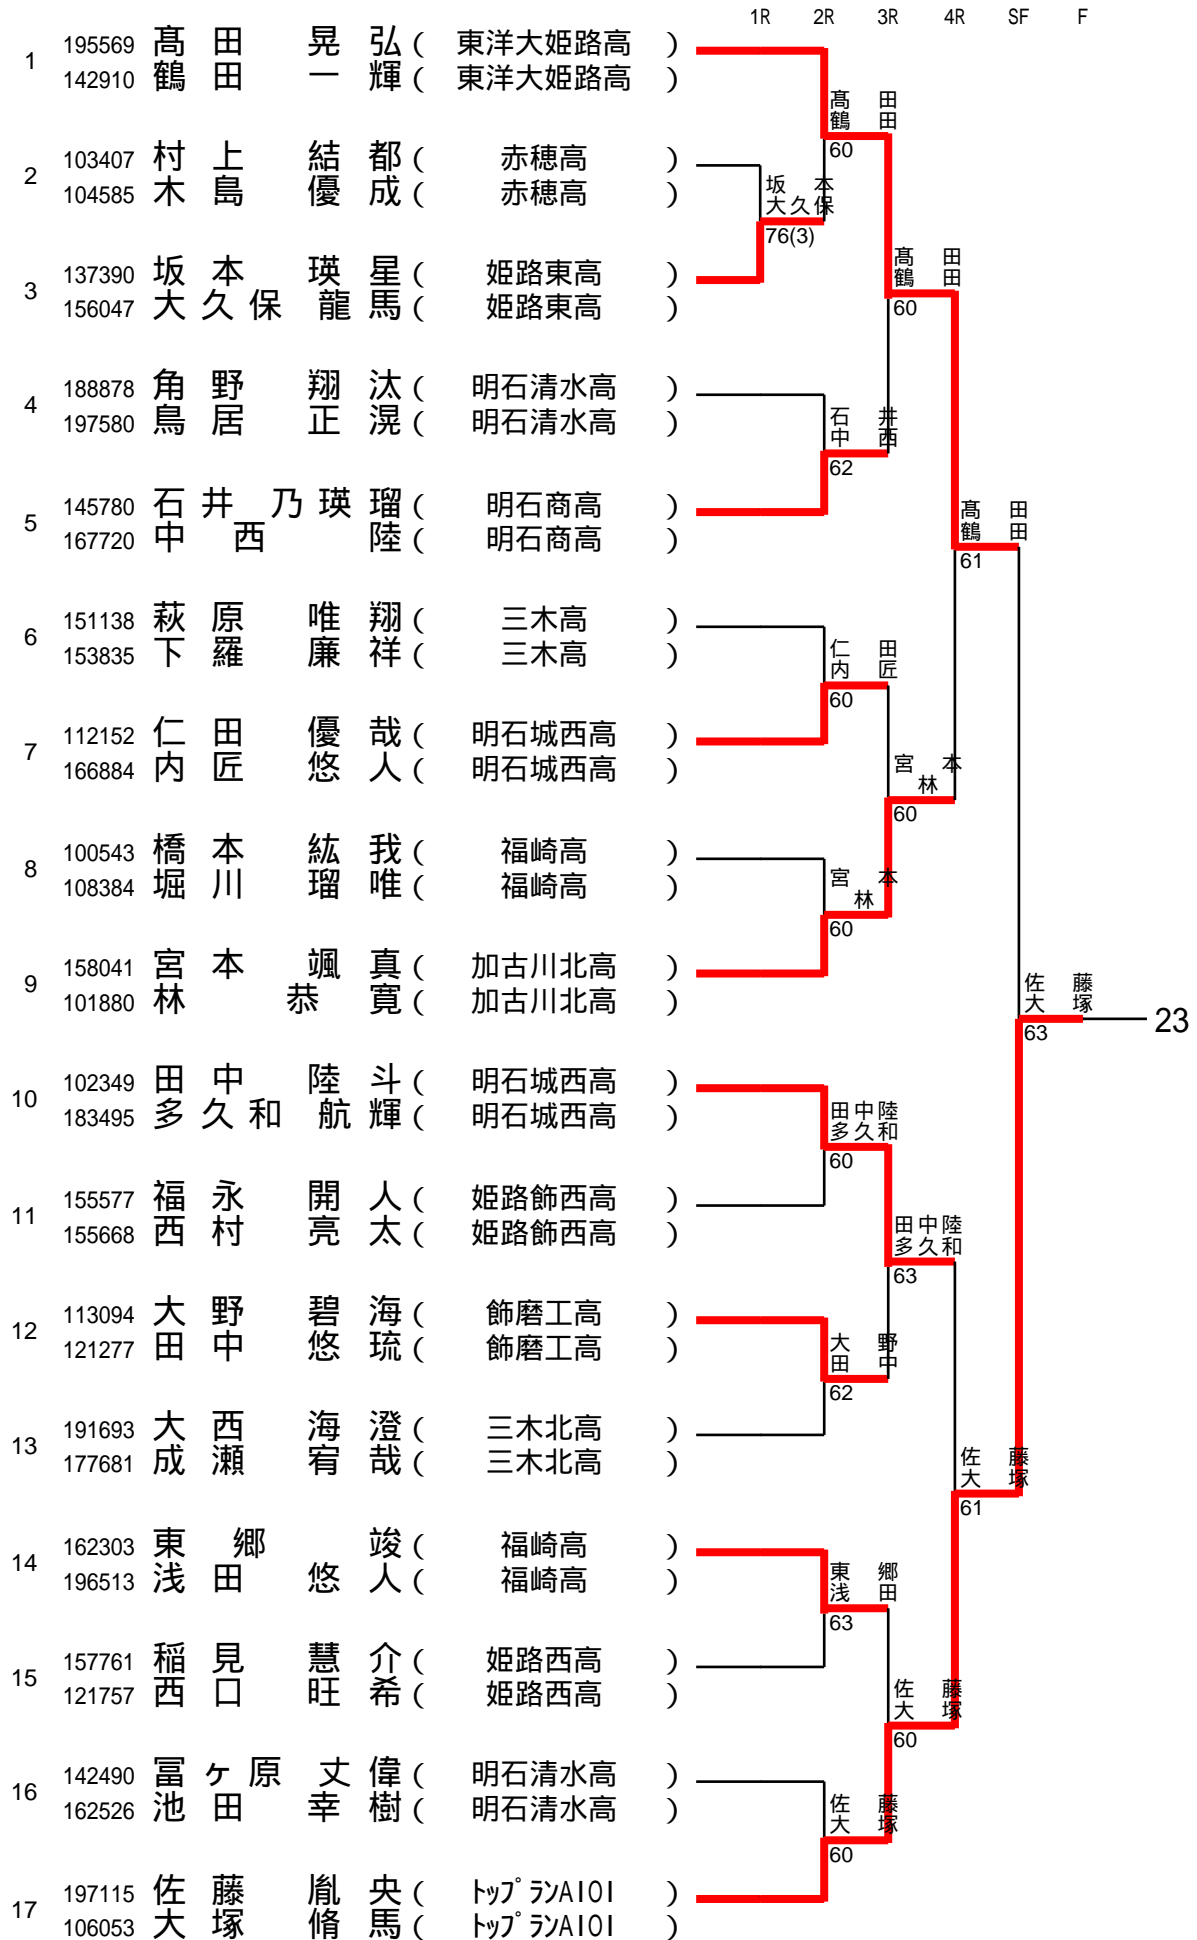 1R 2R 3R 4R SF F
1 195569 髙田 晃弘 ( 東洋大姫路高 )
142910 鶴田 一輝 ( 東洋大姫路高 )
髙田
鶴田
60
2 103407 村上 結都 ( 赤穂高 )
104585 木島 優成 ( 赤穂高 )
坂本
大久保
76(3)
3 137390 坂本 瑛星 ( 姫路東高 )
156047 大久保 龍馬 ( 姫路東高 )
髙田
鶴田
60
4 188878 角野 翔汰 ( 明石清水高 )
197580 鳥居 正滉 ( 明石清水高 )
石井
中西
62
5 145780 石井 乃瑛瑠 ( 明石商高 )
167720 中西 陸 ( 明石商高 )
髙田
鶴田
61
6 151138 萩原 唯翔 ( 三木高 )
153835 下羅 廉祥 ( 三木高 )
仁田
内匠
60
7 112152 仁田 優哉 ( 明石城西高 )
166884 内匠 悠人 ( 明石城西高 )
宮本
林
60
8 100543 橋本 紘我 ( 福崎高 )
108384 堀川 瑠唯 ( 福崎高 )
宮本
林
60
9 158041 宮本 颯真 ( 加古川北高 )
101880 林 恭寛 ( 加古川北高 )
佐藤
大塚
63
23
10 102349 田中 陸斗 ( 明石城西高 )
183495 多久和 航輝 ( 明石城西高 )
田中陸
多久和
60
11 155577 福永 開人 ( 姫路飾西高 )
155668 西村 亮太 ( 姫路飾西高 )
田中陸
多久和
63
12 113094 大野 碧海 ( 飾磨工高 )
121277 田中 悠琉 ( 飾磨工高 )
大野
田中
62
13 191693 大西 海澄 ( 三木北高 )
177681 成瀬 宥哉 ( 三木北高 )
佐藤
大塚
61
14 162303 東郷 竣 ( 福崎高 )
196513 浅田 悠人 ( 福崎高 )
東郷
浅田
63
15 157761 稲見 慧介 ( 姫路西高 )
121757 西口 旺希 ( 姫路西高 )
佐藤
大塚
60
16 142490 冨ヶ原 丈偉 ( 明石清水高 )
162526 池田 幸樹 ( 明石清水高 )
佐藤
大塚
60
17 197115 佐藤 胤央 ( トップランAIOI )
106053 大塚 脩馬 ( トップランAIOI )